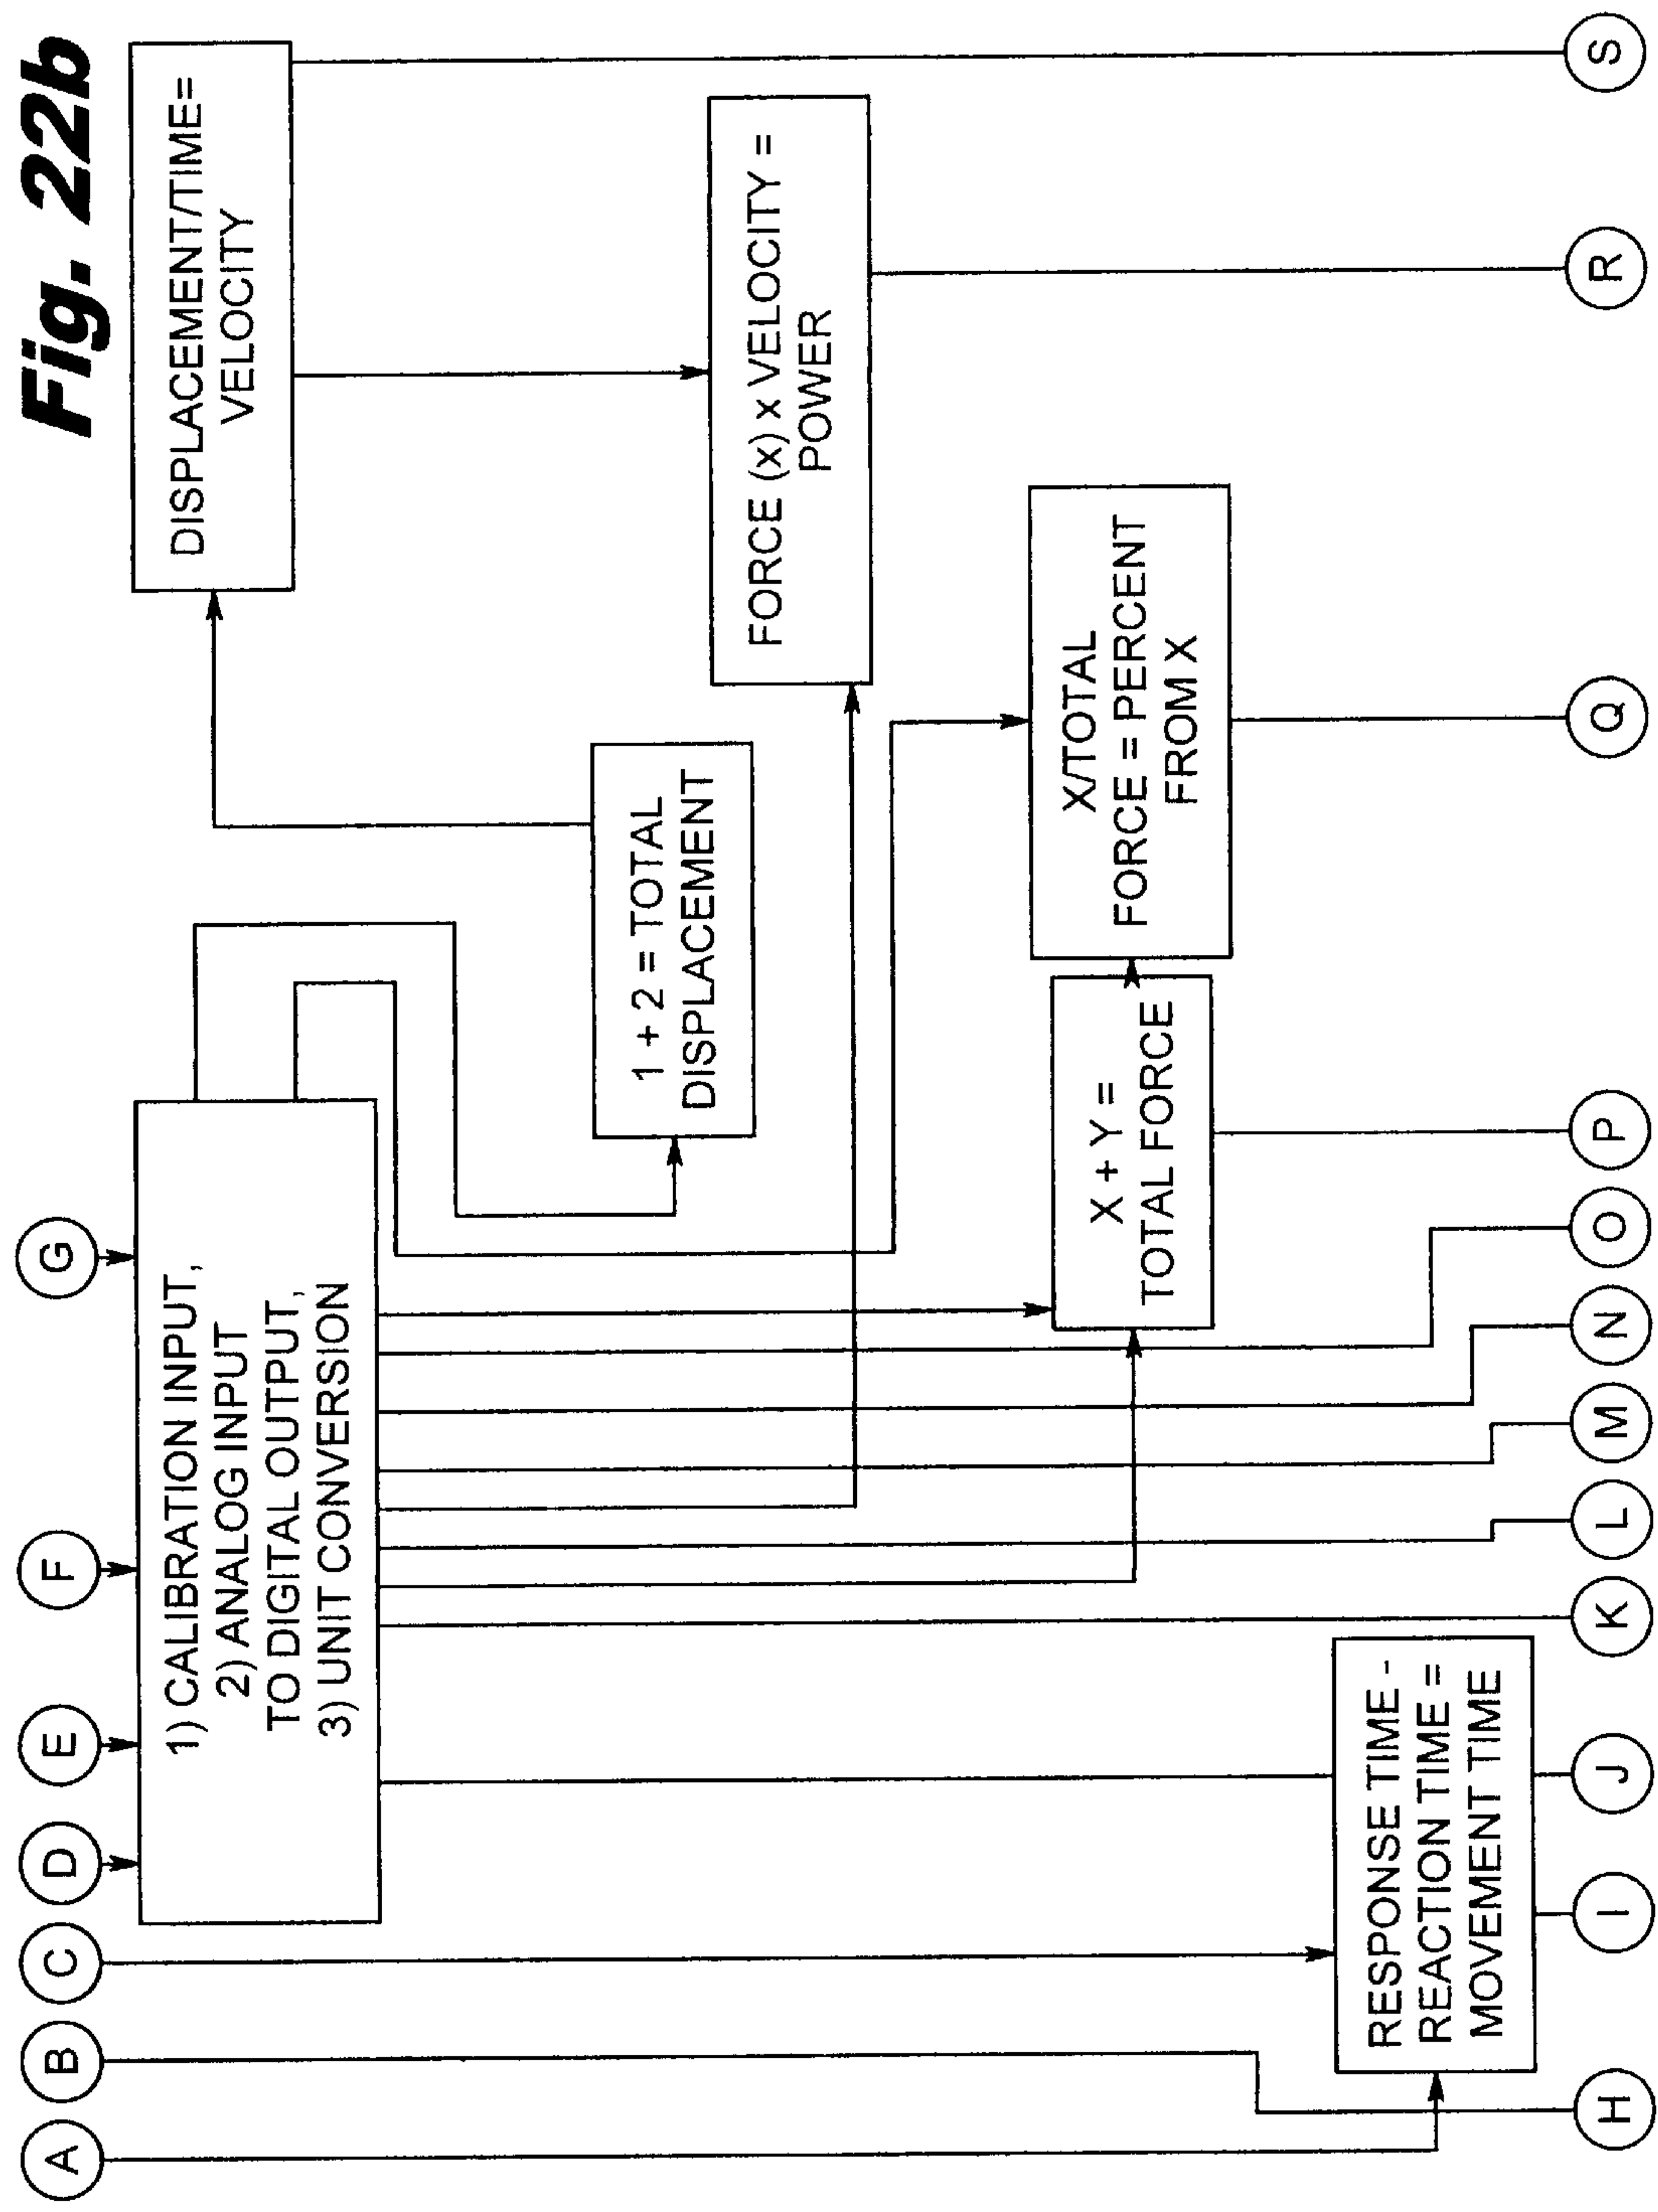 Fig. 22b
A
B
C
D
E
F
G
1) CALIBRATION INPUT,
2) ANALOG INPUT
TO DIGITAL OUTPUT,
3) UNIT CONVERSION
DISPLACEMENT/TIME=
VELOCITY
1 + 2 = TOTAL
DISPLACEMENT
FORCE (x) x VELOCITY =
POWER
X + Y =
TOTAL FORCE
X/TOTAL
FORCE = PERCENT
FROM X
RESPONSE TIME -
REACTION TIME =
MOVEMENT TIME
H
I
J
K
L
M
N
O
P
Q
R
S